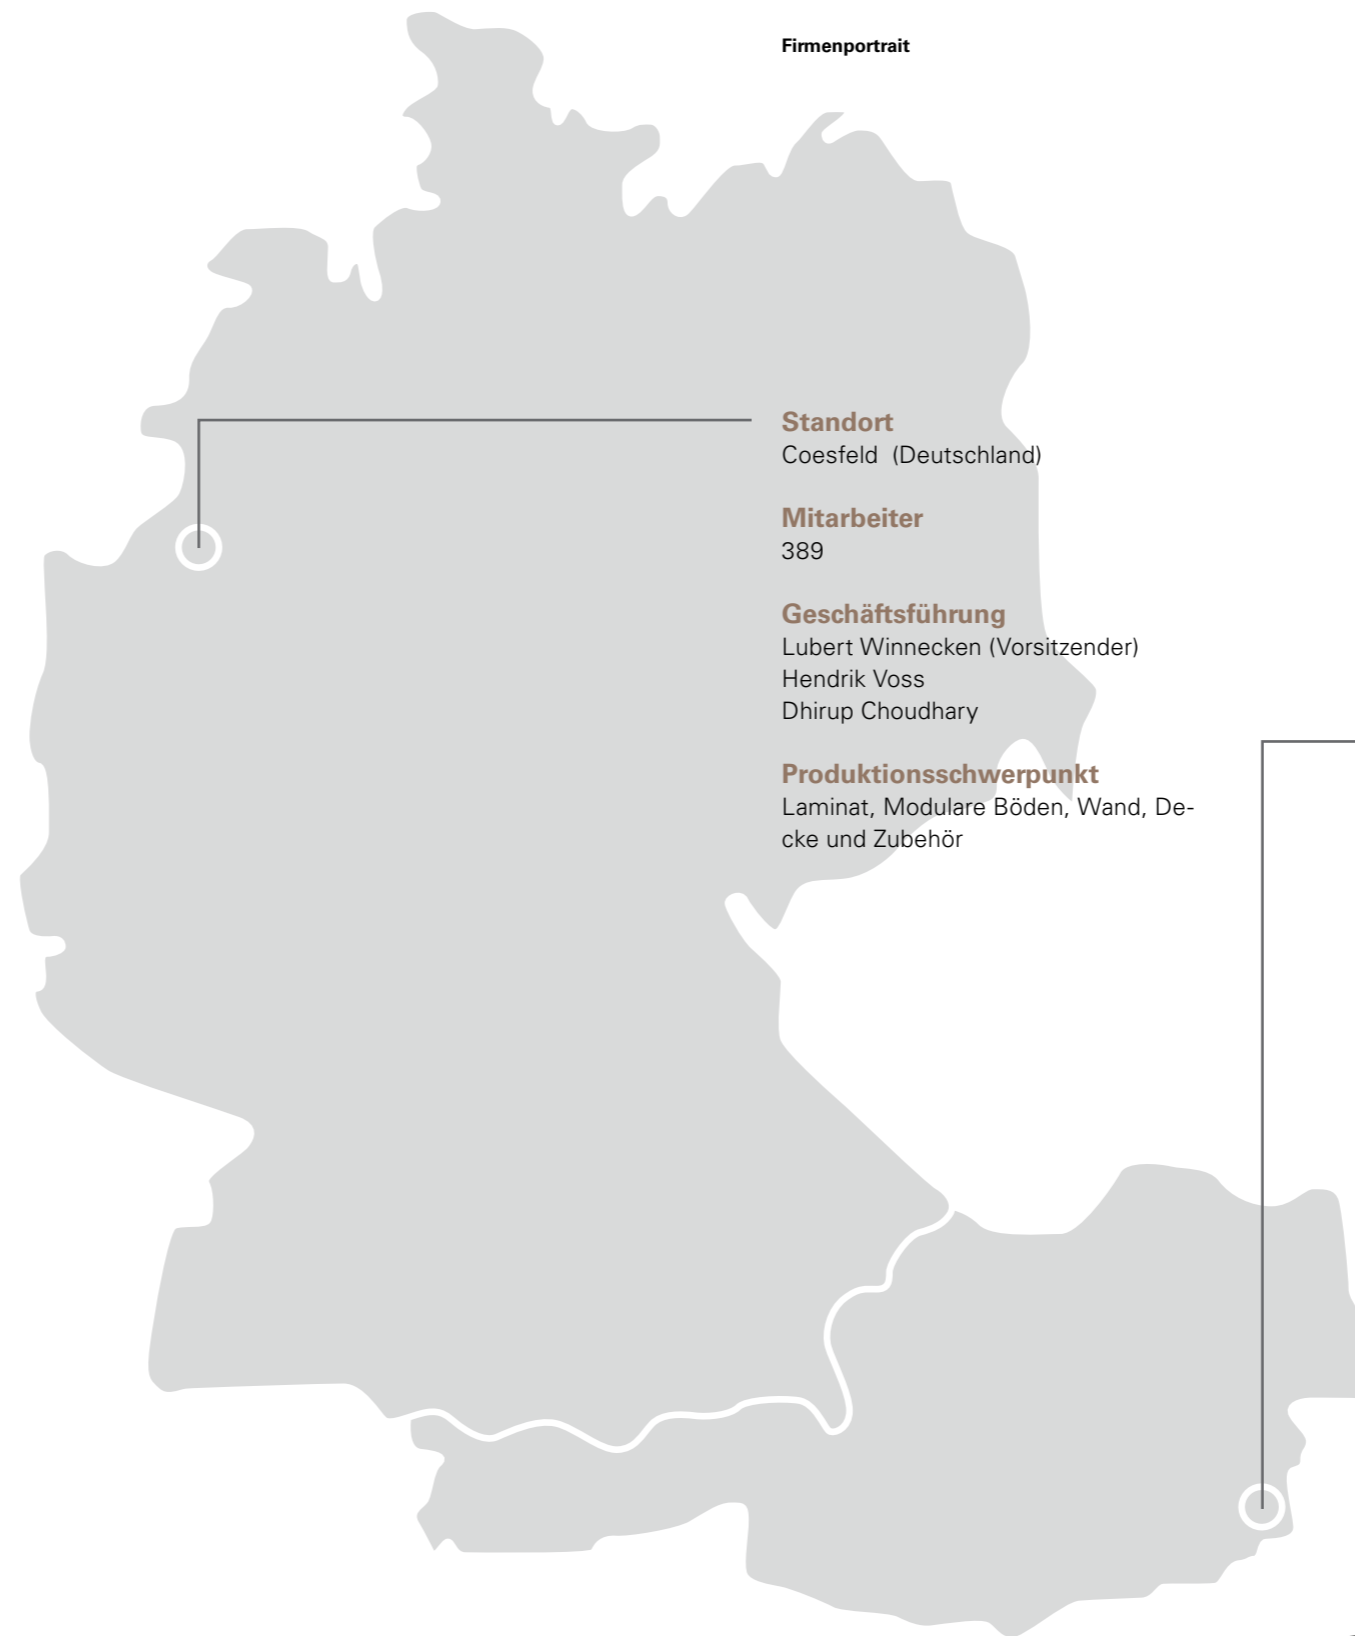 Firmenportrait
Standort
Coesfeld  (Deutschland)
Mitarbeiter
389
Geschäftsführung
Lubert Winnecken (Vorsitzender)
Hendrik Voss
Dhirup Choudhary
Produktionsschwerpunkt
Laminat, Modulare Böden, Wand, De-
cke und Zubehör